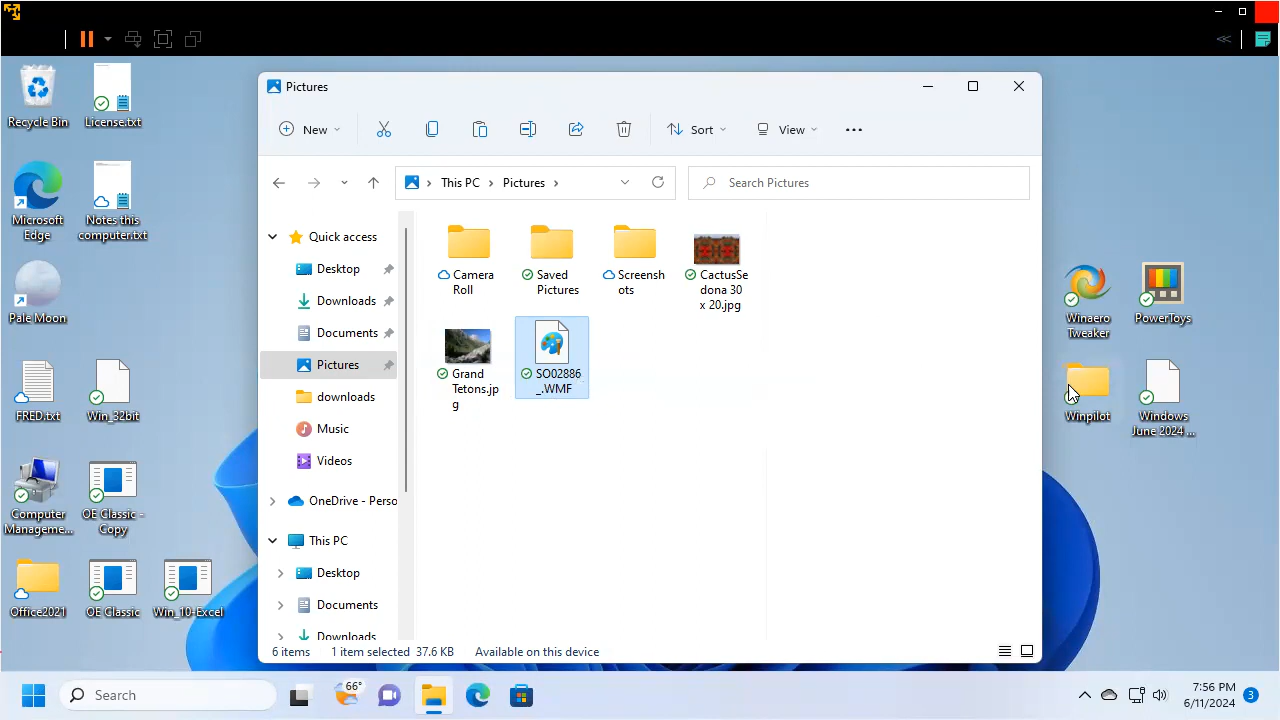 Recycle Bin
License.txt
Microsoft
Edge
Notes this
computer.txt
Pale Moon
FRED.txt
Win_32bit
Computer
Manageme...
OE Classic -
Copy
Office2021
OE Classic
Win_10-Excel
Pictures
New
Sort
View
This PC
Pictures
Search Pictures
Quick access
Desktop
Downloads
Documents
Pictures
downloads
Music
Videos
OneDrive - Perso
This PC
Desktop
Documents
Downloads
Camera
Roll
Saved
Pictures
Screensh
ots
CactusSe
dona 30
x 20.jpg
Grand
Tetons.jp
g
SO02886
_.WMF
6 items
1 item selected
37.6 KB
Available on this device
Winaero
Tweaker
PowerToys
Winpilot
Windows
June 2024 ...
Search
66°
7:56 PM
6/11/2024
3